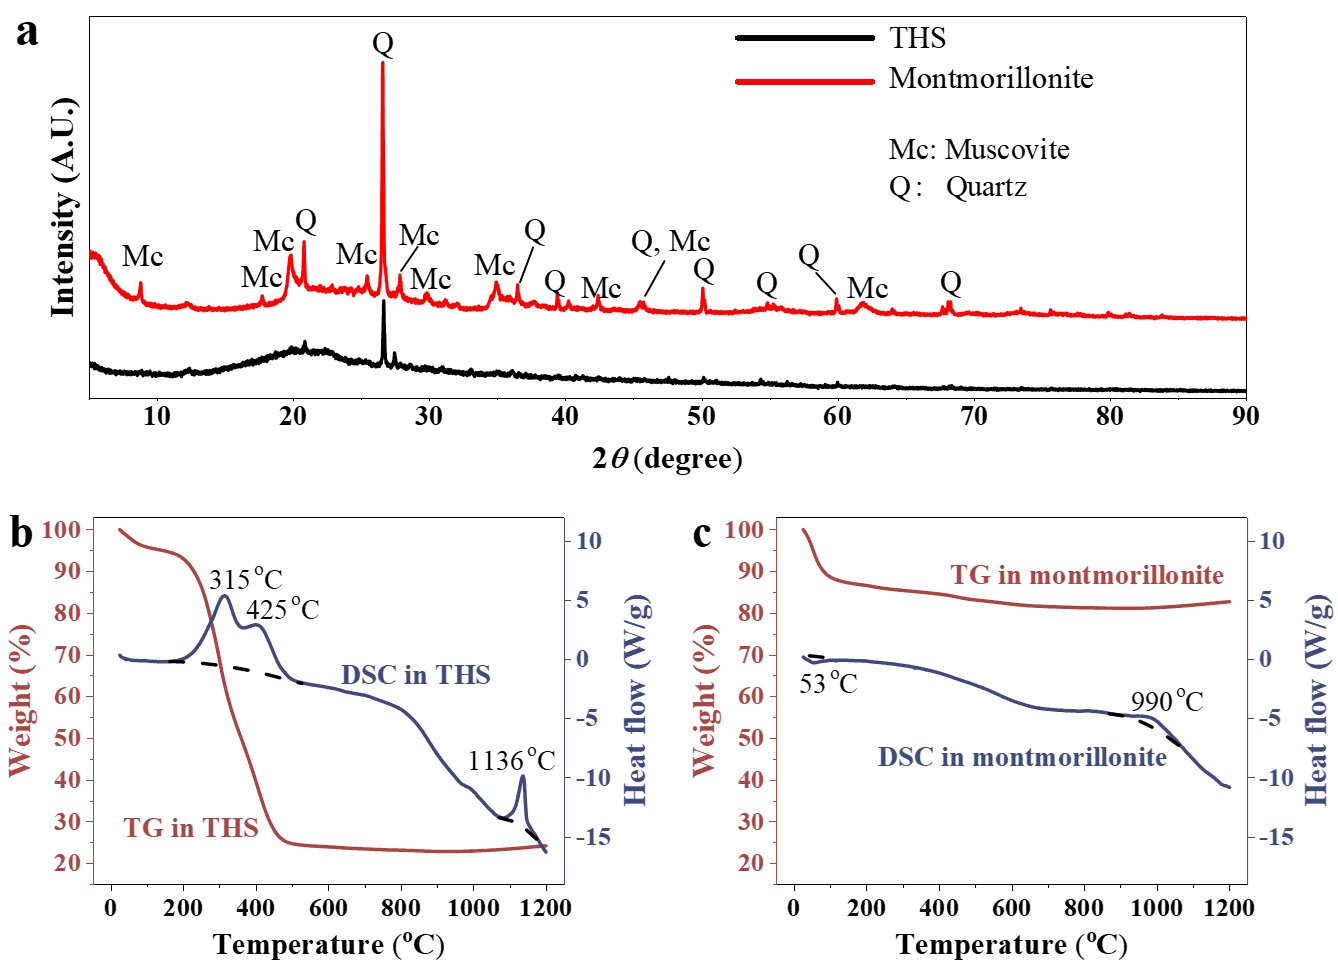 a
THS
Montmorillonite
Mc: Muscovite
Q: Quartz
Q
Mc
Mc
Mc
Q
Mc
Mc
Mc
Mc
Q
Q
Mc
Q, Mc
Q
Q
Q
Mc
Q
Intensity (A.U.)
10 20 30 40 50 60 70 80 90
2θ (degree)
b
100
90
80
70
60
50
40
30
20
Weight (%)
10
5
0
-5
-10
-15
Heat flow (W/g)
315 °C
425 °C
DSC in THS
1136 °C
TG in THS
0 200 400 600 800 1000 1200
Temperature (°C)
c
100
90
80
70
60
50
40
30
20
Weight (%)
10
5
0
-5
-10
-15
Heat flow (W/g)
TG in montmorillonite
53 °C
990 °C
DSC in montmorillonite
0 200 400 600 800 1000 1200
Temperature (°C)